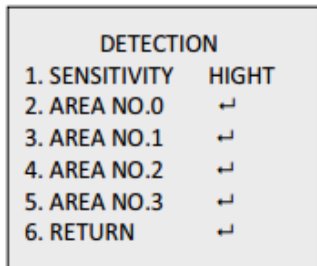 DETECTION
1. SENSITIVITY HIGHT
2. AREA NO.0 ↵
3. AREA NO.1 ↵
4. AREA NO.2 ↵
5. AREA NO.3 ↵
6. RETURN ↵